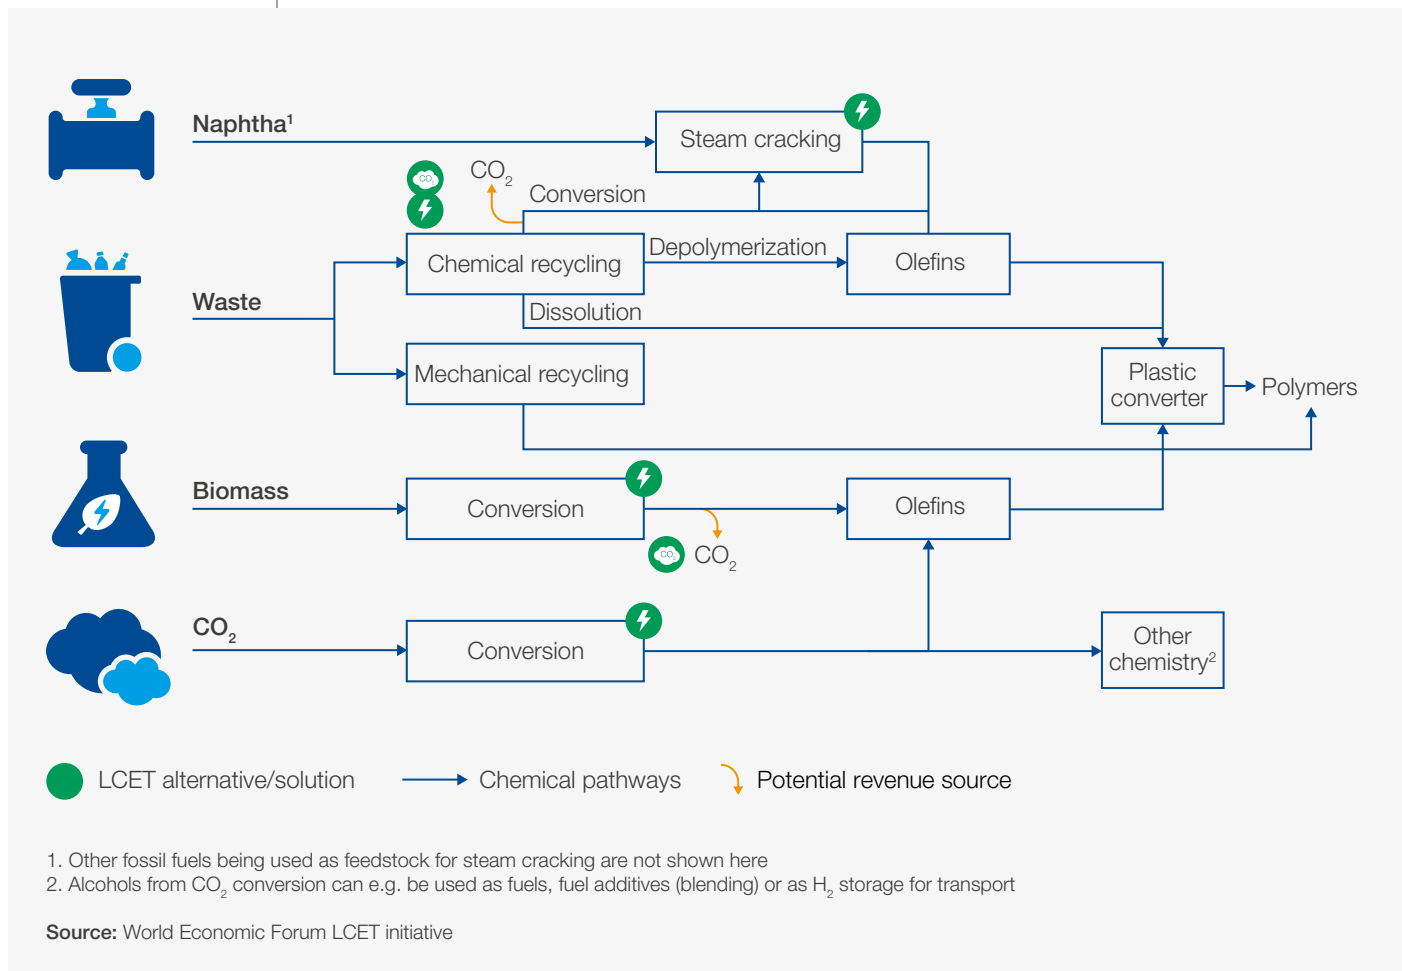 Naphtha¹
Steam cracking
CO₂
CO₂
Conversion
Chemical recycling
Depolymerization
Olefins
Waste
Dissolution
Mechanical recycling
Plastic
converter
Polymers
Biomass
Conversion
Olefins
CO₂
CO₂
CO₂
Conversion
Other
chemistry²
LCET alternative/solution
Chemical pathways
Potential revenue source
1. Other fossil fuels being used as feedstock for steam cracking are not shown here
2. Alcohols from CO₂ conversion can e.g. be used as fuels, fuel additives (blending) or as H₂ storage for transport
Source: World Economic Forum LCET initiative